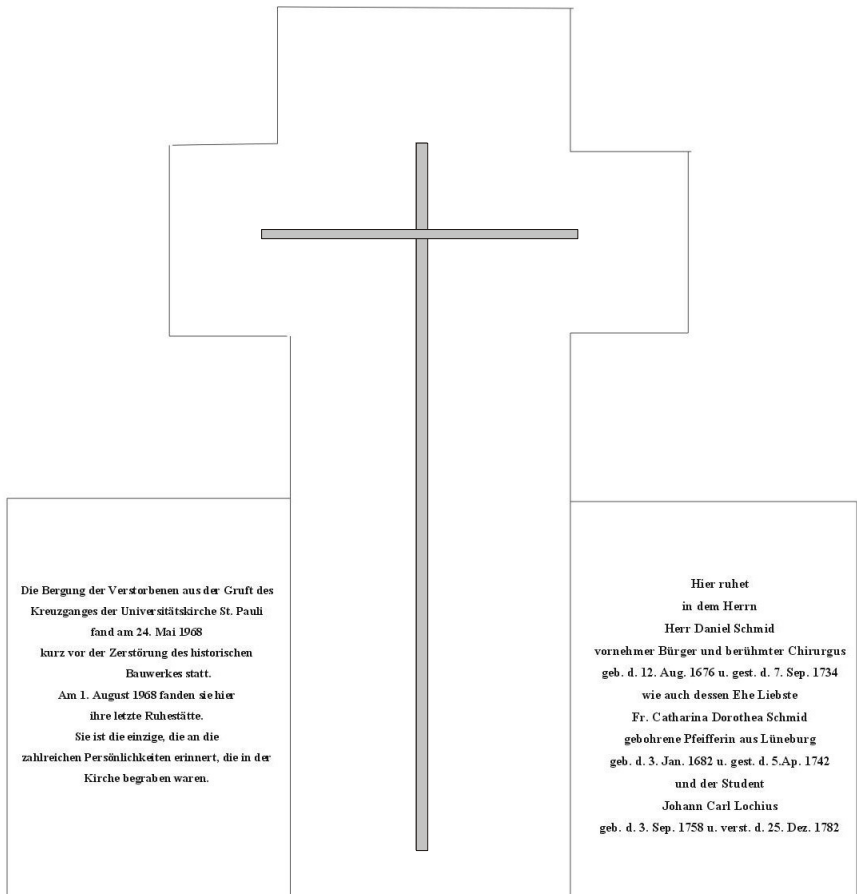 Die Bergung der Verstorbenen aus der Gruft des
Kreuzganges der Universitätskirche St. Pauli
fand am 24. Mai 1968
kurz vor der Zerstörung des historischen
Bauwerkes statt.
Am 1. August 1968 fanden sie hier
ihre letzte Ruhestätte.
Sie ist die einzige, die an die
zahlreichen Persönlichkeiten erinnert, die in der
Kirche begraben waren.
Hier ruhet
in dem Herrn
Herr Daniel Schmid
vornehmer Bürger und berühmter Chirurgus
geb. d. 12. Aug. 1676 u. gest. d. 7. Sep. 1734
wie auch dessen Ehe Liebste
Fr. Catharina Dorothea Schmid
gebohrene Pfeifferin aus Lüneburg
geb. d. 3. Jan. 1682 u. gest. d. 5.Ap. 1742
und der Student
Johann Carl Lochius
geb. d. 3. Sep. 1758 u. verst. d. 25. Dez. 1782